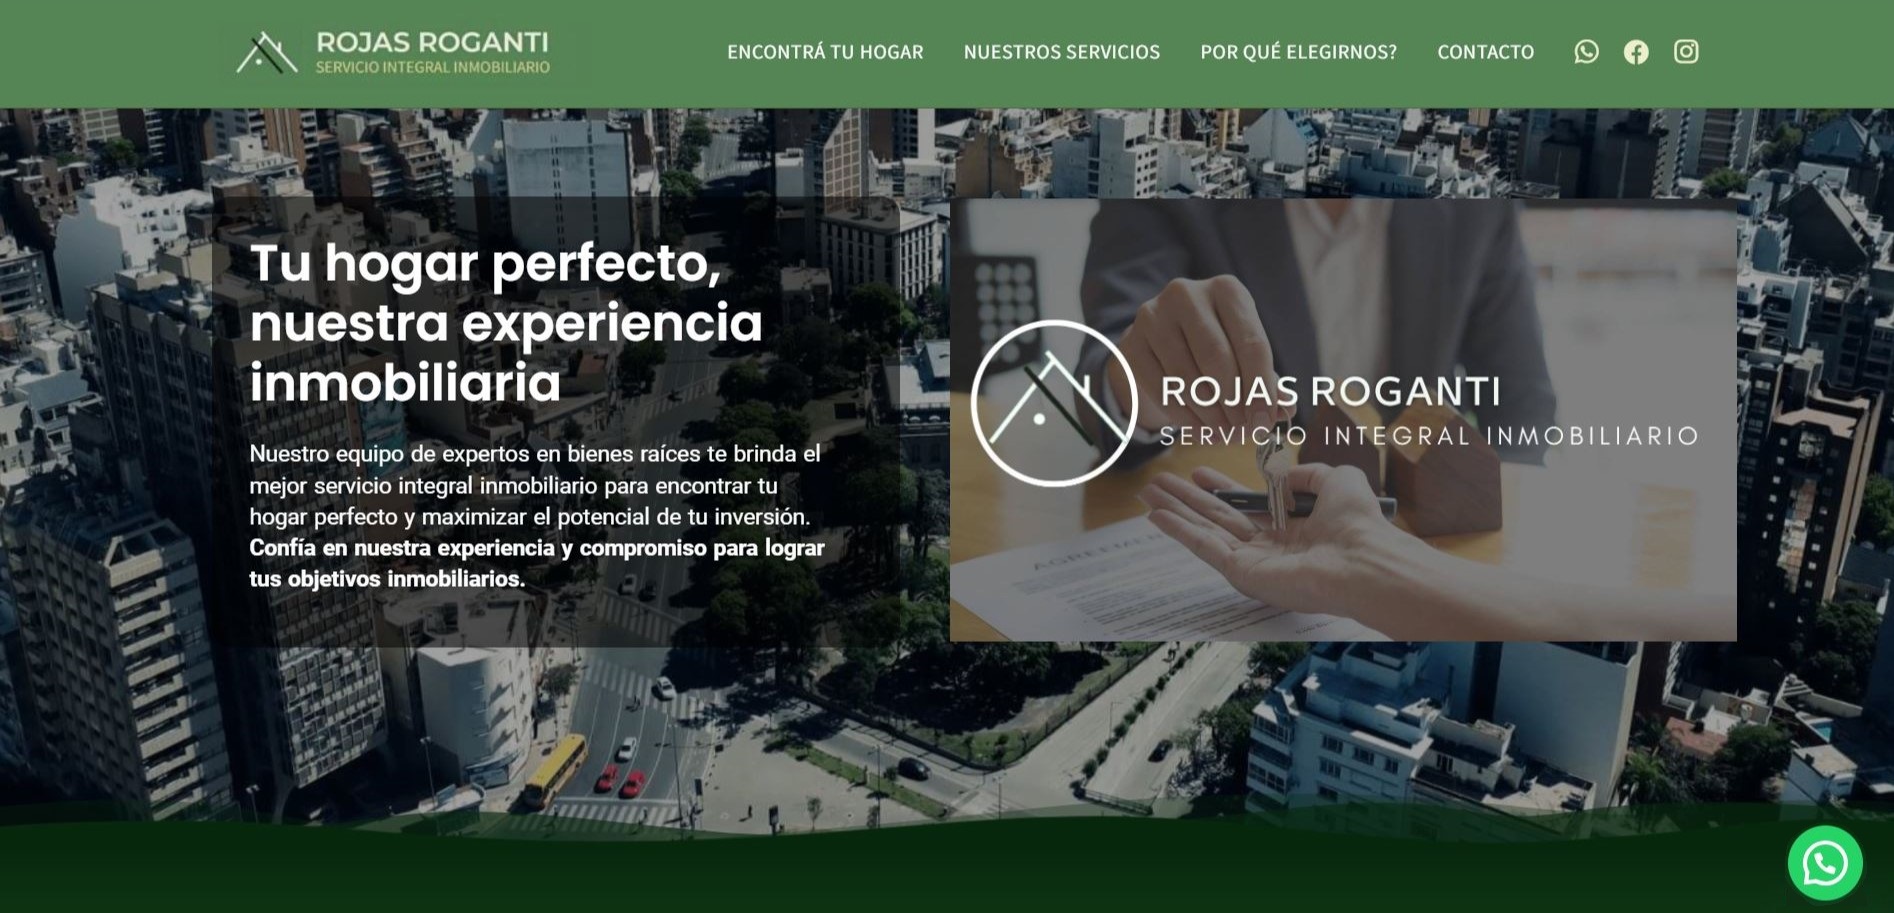 ROJAS ROGANTI
SERVICIO INTEGRAL INMOBILIARIO
ENCONTRÁ TU HOGAR
NUESTROS SERVICIOS
POR QUÉ ELEGIRNOS?
CONTACTO
Tu hogar perfecto,
nuestra experiencia
inmobiliaria
Nuestro equipo de expertos en bienes raíces te brinda el
mejor servicio integral inmobiliario para encontrar tu
hogar perfecto y maximizar el potencial de tu inversión.
Confía en nuestra experiencia y compromiso para lograr
tus objetivos inmobiliarios.
ROJAS ROGANTI
SERVICIO INTEGRAL INMOBILIARIO